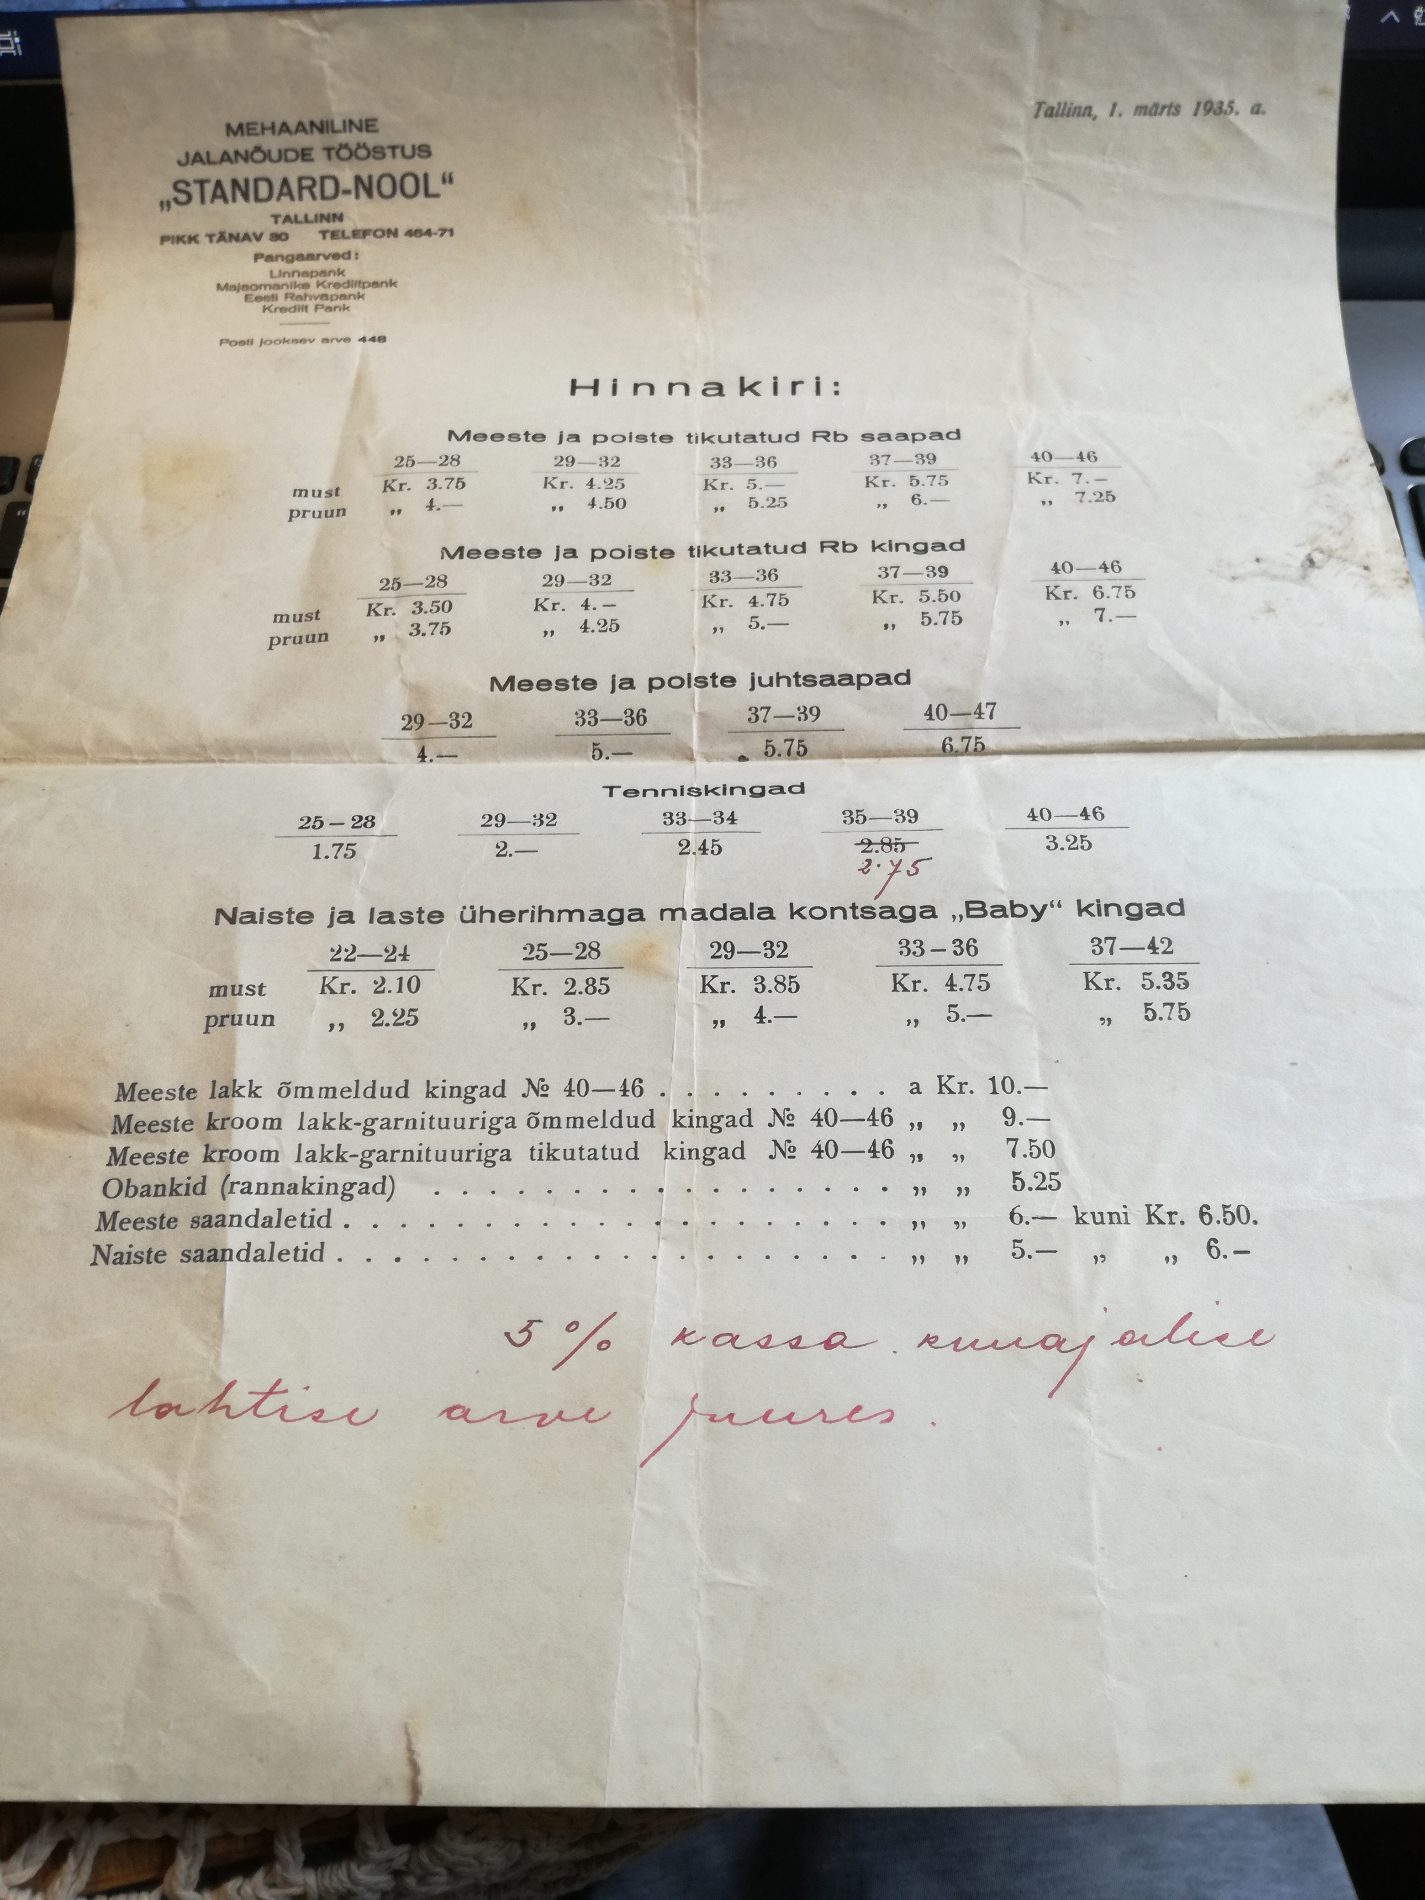 Tallinn, 1. märts 1935. a.
MEHAANILINE
JALANÕUDE TÖÖSTUS
„STANDARD-NOOL“
TALLINN
PIKK TÄNAV 30 TELEFON 464-71
Pangaarved:
Linnapank
Majaomanike Krediitpank
Eesti Rahvapank
Krediit Pank
Posti jooksev arve 448
Hinnakiri:
Meeste ja poiste tikutatud Rb saapad
25—28 29—32 33—36 37—39 40—46
must Kr. 3.75 Kr. 4.25 Kr. 5.— Kr. 5.75 Kr. 7.—
pruun „ 4.— „ 4.50 „ 5.25 „ 6.— „ 7.25
Meeste ja poiste tikutatud Rb kingad
25—28 29—32 33—36 37—39 40—46
must Kr. 3.50 Kr. 4.— Kr. 4.75 Kr. 5.50 Kr. 6.75
pruun „ 3.75 „ 4.25 „ 5.— „ 5.75 „ 7.—
Meeste ja poiste juhtsaapad
29—32 33—36 37—39 40—47
4.— 5.— 5.75 6.75
Tenniskingad
25—28 29—32 33—34 35—39 40—46
1.75 2.— 2.45 2.85 3.25
2.75
Naiste ja laste üherihmaga madala kontsaga „Baby“ kingad
22—24 25—28 29—32 33—36 37—42
must Kr. 2.10 Kr. 2.85 Kr. 3.85 Kr. 4.75 Kr. 5.35
pruun „ 2.25 „ 3.— „ 4.— „ 5.— „ 5.75
Meeste lakk õmmeldud kingad № 40—46 . . . . . . . . . a Kr. 10.—
Meeste kroom lakk-garnituuriga õmmeldud kingad № 40—46 „ „ 9.—
Meeste kroom lakk-garnituuriga tikutatud kingad № 40—46 „ „ 7.50
Obankid (rannakingad) . . . . . . . . . . . . . . . . . „ „ 5.25
Meeste saandaletid . . . . . . . . . . . . . . . . . . . . „ „ 6.— kuni Kr. 6.50.
Naiste saandaletid . . . . . . . . . . . . . . . . . . . . „ „ 5.— „ „ 6.—
5% kassa. kuuajalise
lahtise arve juures.